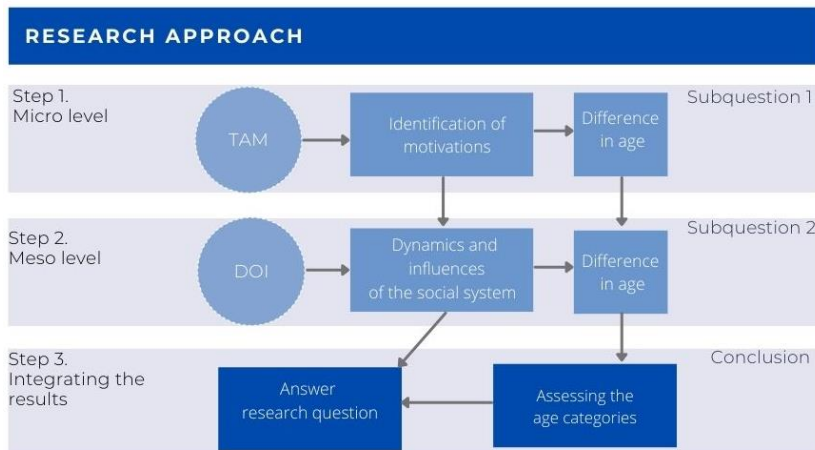 RESEARCH APPROACH
Step 1.
Micro level
TAM
Identification of
motivations
Difference
in age
Subquestion 1
Step 2.
Meso level
DOI
Dynamics and
influences
of the social system
Difference
in age
Subquestion 2
Step 3.
Integrating the
results
Answer
research question
Assessing the
age categories
Conclusion